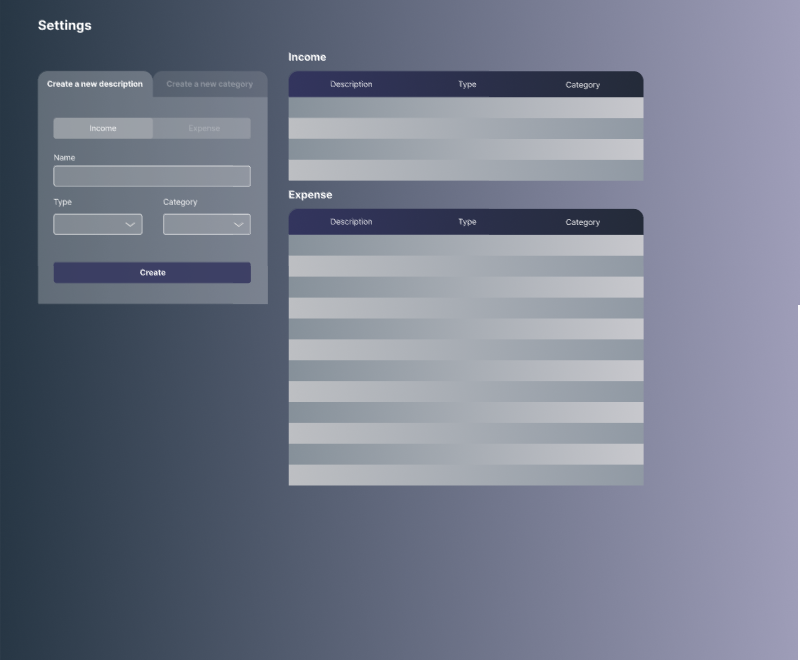 Settings
Create a new description
Create a new category
Income
Expense
Name
Type
Category
Create
Income
Description
Type
Category
Expense
Description
Type
Category